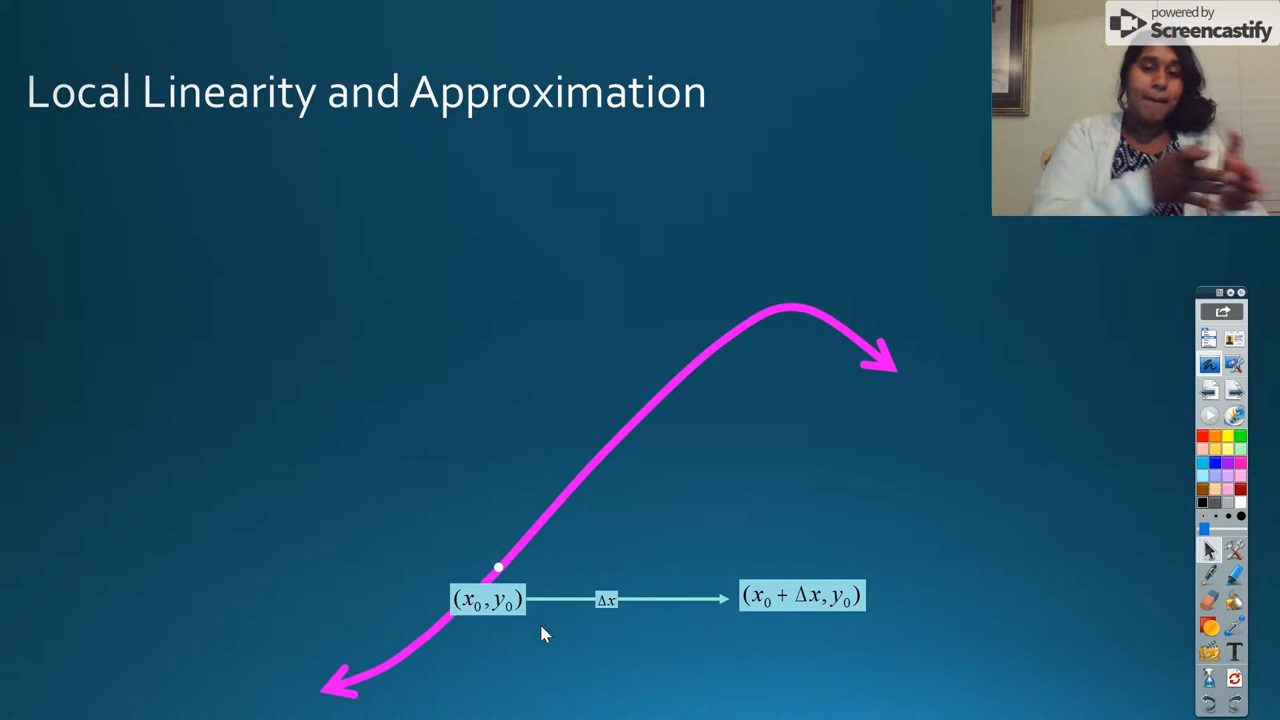 powered by
Screencastify
Local Linearity and Approximation
(x₀, y₀)
Δx
(x₀ + Δx, y₀)
T